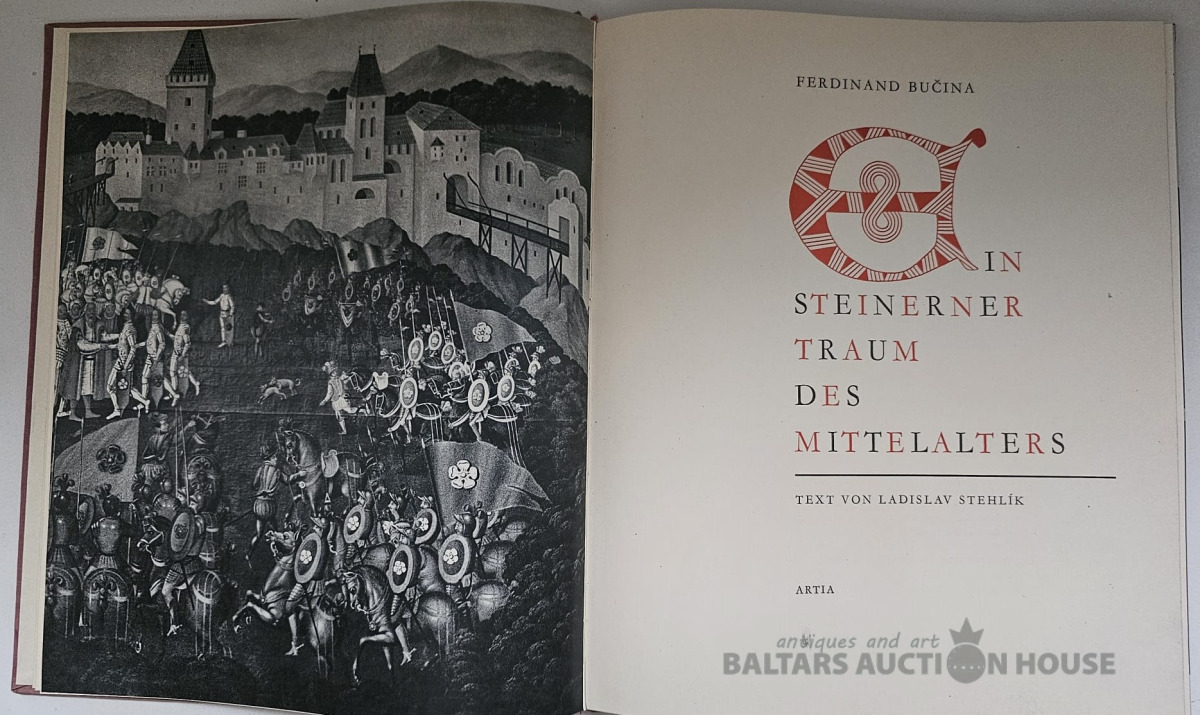 FERDINAND BUČINA
EIN
STEINERNER
TRAUM
DES
MITTELALTERS
TEXT VON LADISLAV STEHLÍK
ARTIA
antiques and art
BALTARS AUCTION HOUSE